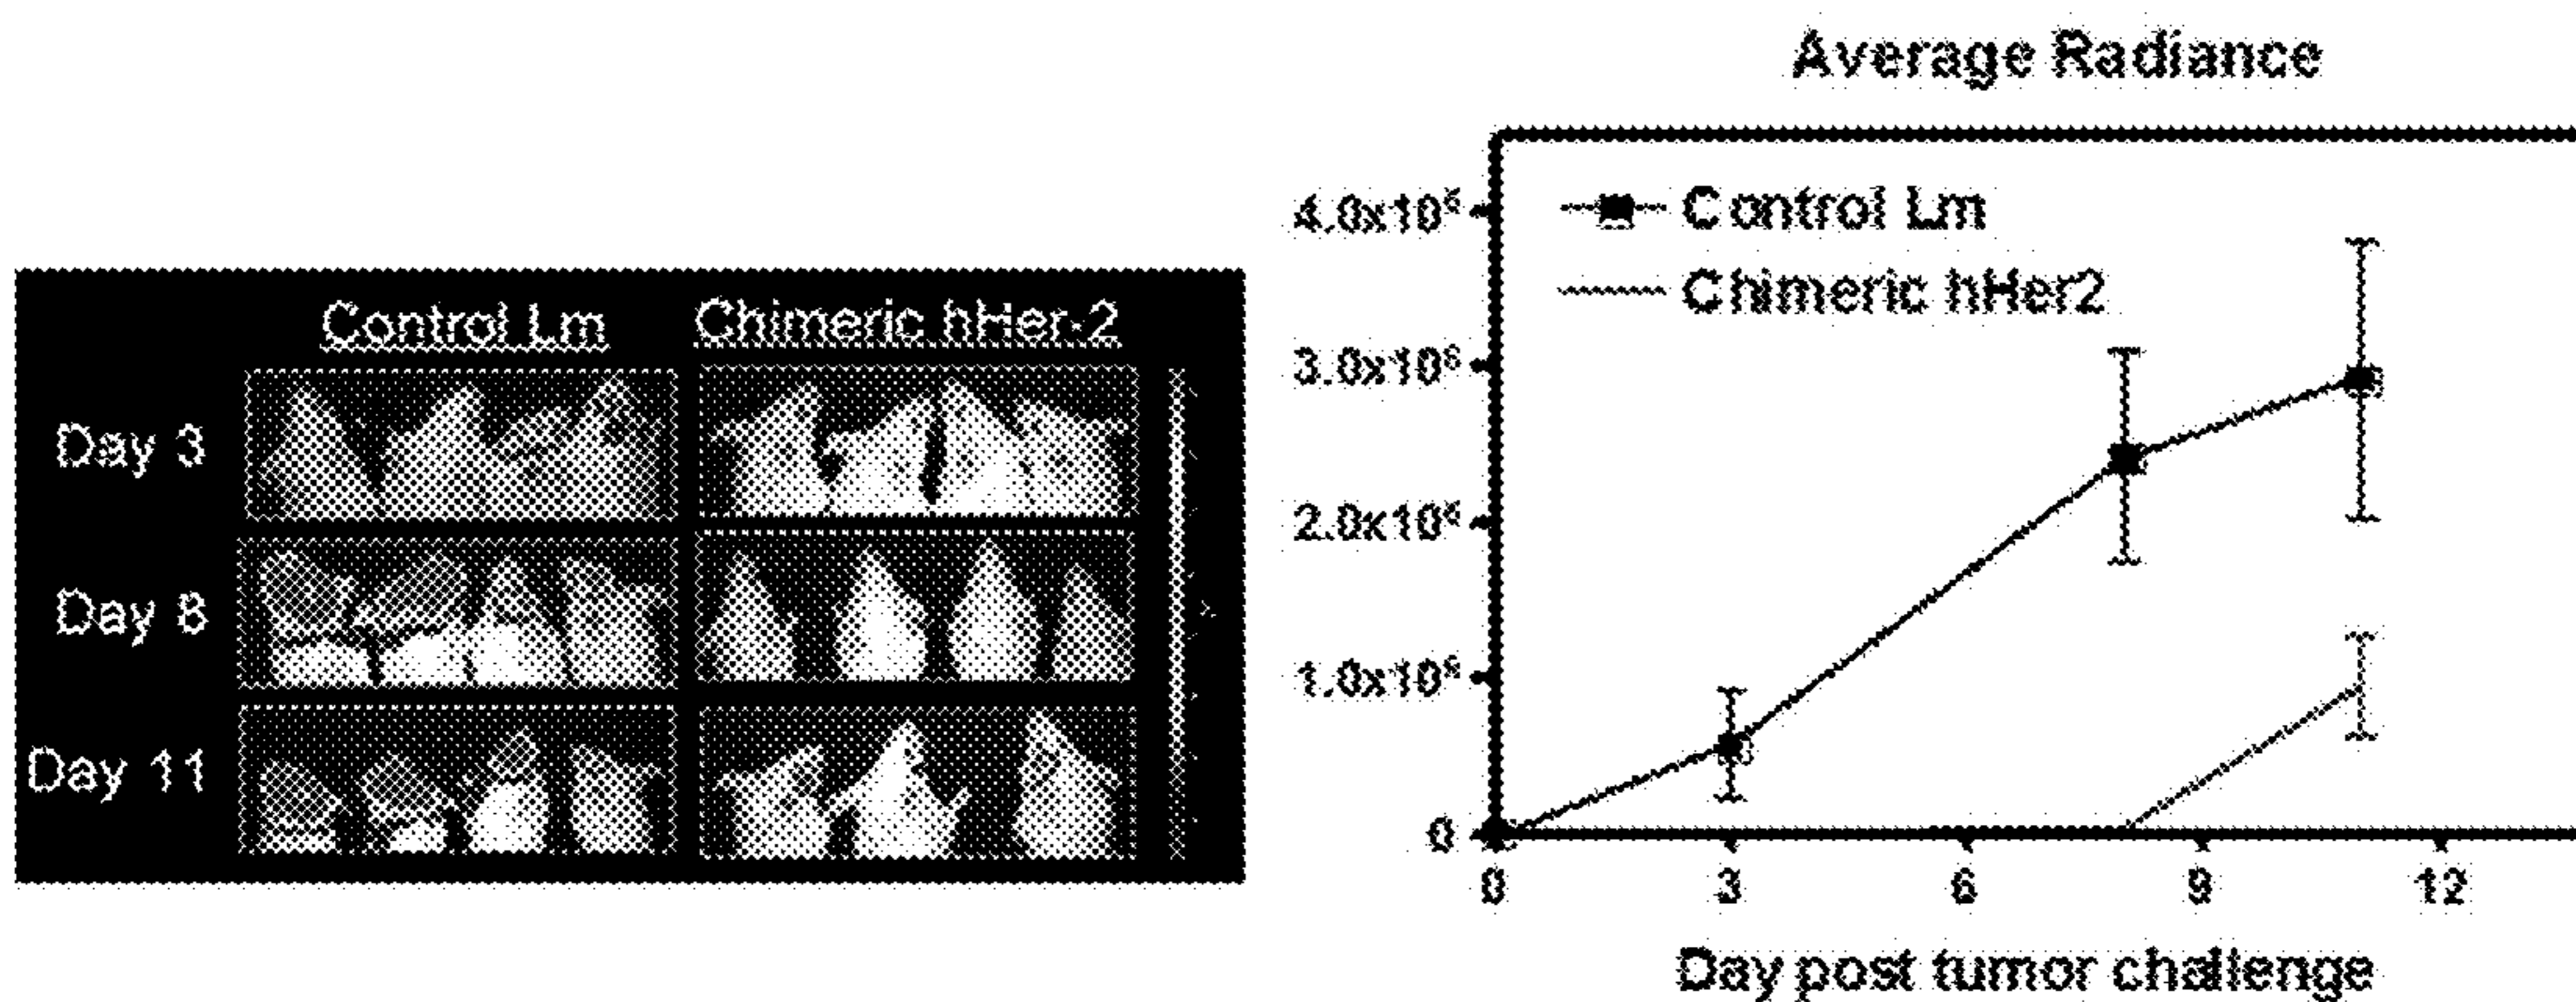 Control Lm Chimeric hHer-2
Day 3
Day 8
Day 11
Average Radiance
Control Lm
Chimeric hHer2
4.0x10⁶
3.0x10⁶
2.0x10⁶
1.0x10⁶
0
0 3 6 9 12
Day post tumor challenge